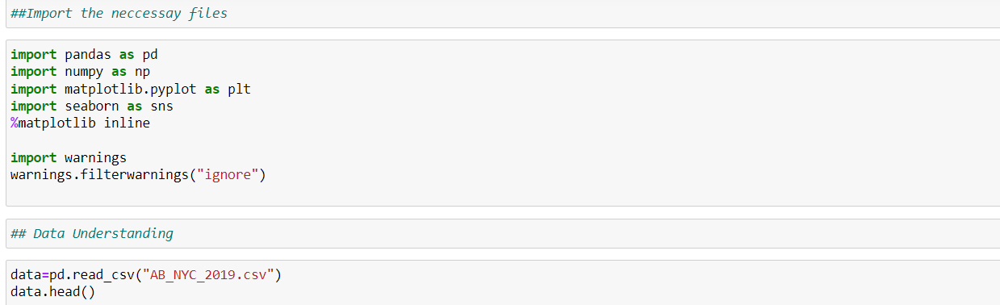 ##Import the neccessay files
import pandas as pd
import numpy as np
import matplotlib.pyplot as plt
import seaborn as sns
%matplotlib inline
import warnings
warnings.filterwarnings("ignore")
## Data Understanding
data=pd.read_csv("AB_NYC_2019.csv")
data.head()